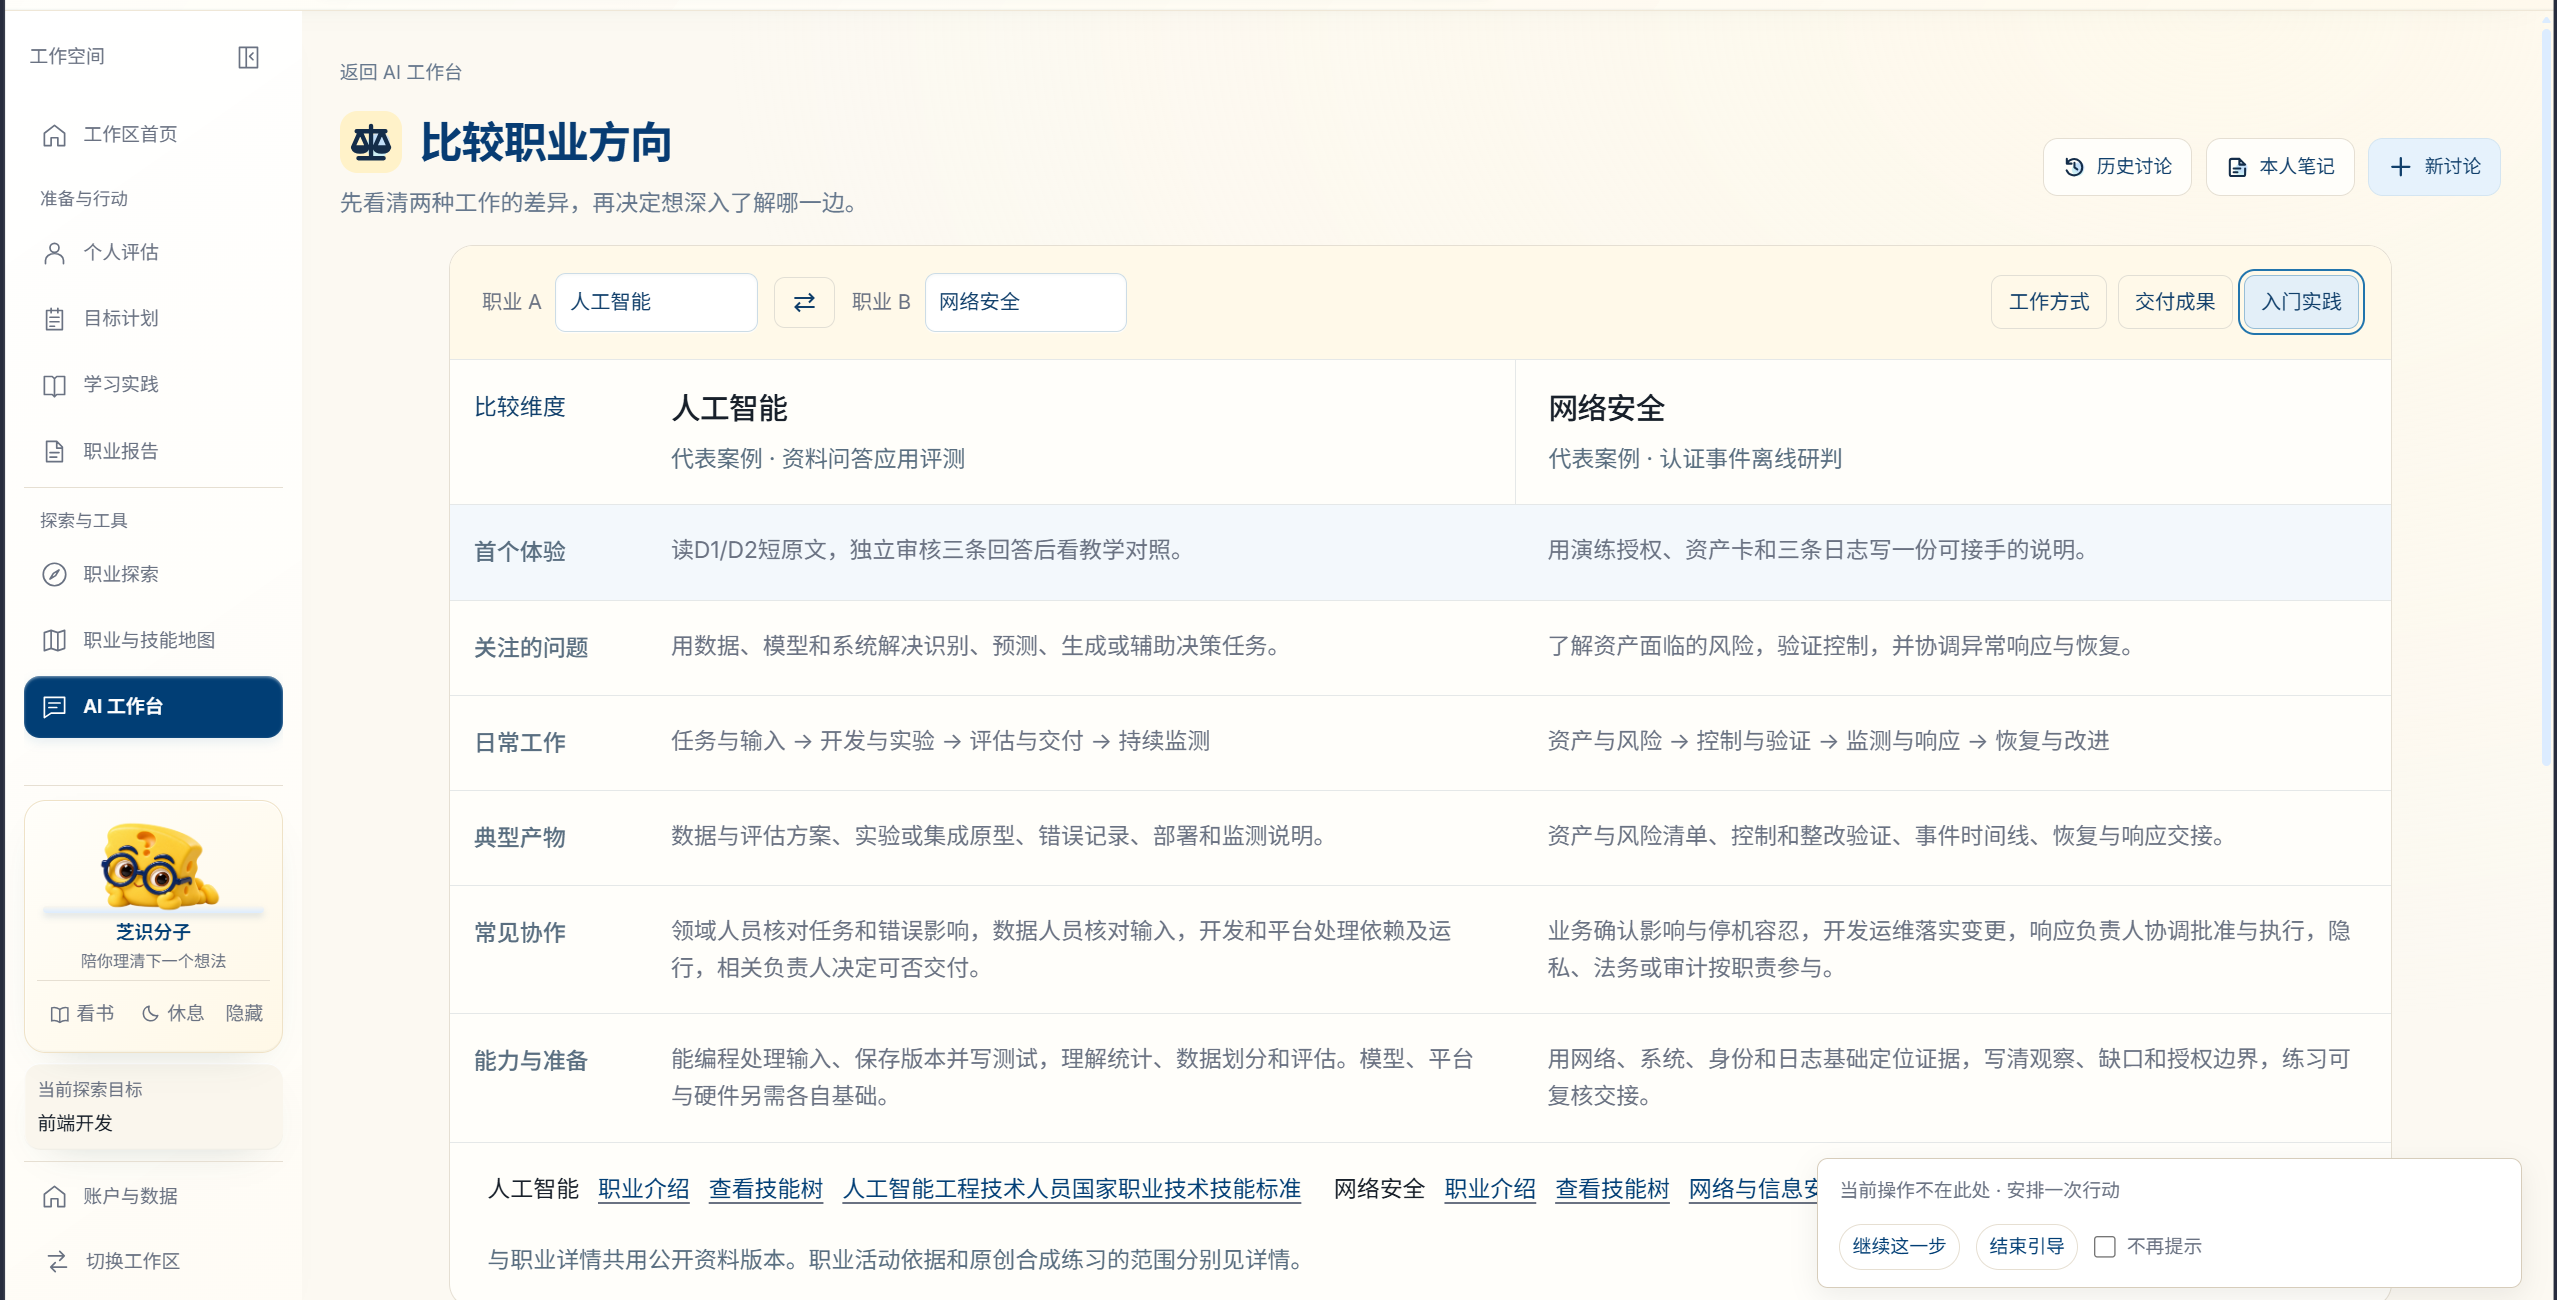 工作空间
工作区首页
准备与行动
个人评估
目标计划
学习实践
职业报告
探索与工具
职业探索
职业与技能地图
AI 工作台
芝识分子
陪你理清下一个想法
看书 休息 隐藏
当前探索目标
前端开发
账户与数据
切换工作区
返回 AI 工作台
比较职业方向
先看清两种工作的差异，再决定想深入了解哪一边。
历史讨论 本人笔记 新讨论
职业 A 人工智能 职业 B 网络安全 工作方式 交付成果 入门实践
比较维度 人工智能 网络安全
代表案例 · 资料问答应用评测 代表案例 · 认证事件离线研判
首个体验 读D1/D2短原文，独立审核三条回答后看教学对照。 用演练授权、资产卡和三条日志写一份可接手的说明。
关注的问题 用数据、模型和系统解决识别、预测、生成或辅助决策任务。 了解资产面临的风险，验证控制，并协调异常响应与恢复。
日常工作 任务与输入 → 开发与实验 → 评估与交付 → 持续监测 资产与风险 → 控制与验证 → 监测与响应 → 恢复与改进
典型产物 数据与评估方案、实验或集成原型、错误记录、部署和监测说明。 资产与风险清单、控制和整改验证、事件时间线、恢复与响应交接。
常见协作 领域人员核对任务和错误影响，数据人员核对输入，开发和平台处理依赖及运 业务确认影响与停机容忍，开发运维落实变更，响应负责人协调批准与执行，隐
行，相关负责人决定可否交付。 私、法务或审计按职责参与。
能力与准备 能编程处理输入、保存版本并写测试，理解统计、数据划分和评估。模型、平台 用网络、系统、身份和日志基础定位证据，写清观察、缺口和授权边界，练习可
与硬件另需各自基础。 复核交接。
人工智能 职业介绍 查看技能树 人工智能工程技术人员国家职业技术技能标准 网络安全 职业介绍 查看技能树 网络与信息安
与职业详情共用公开资料版本。职业活动依据和原创合成练习的范围分别见详情。
当前操作不在此处 · 安排一次行动
继续这一步 结束引导 不再提示